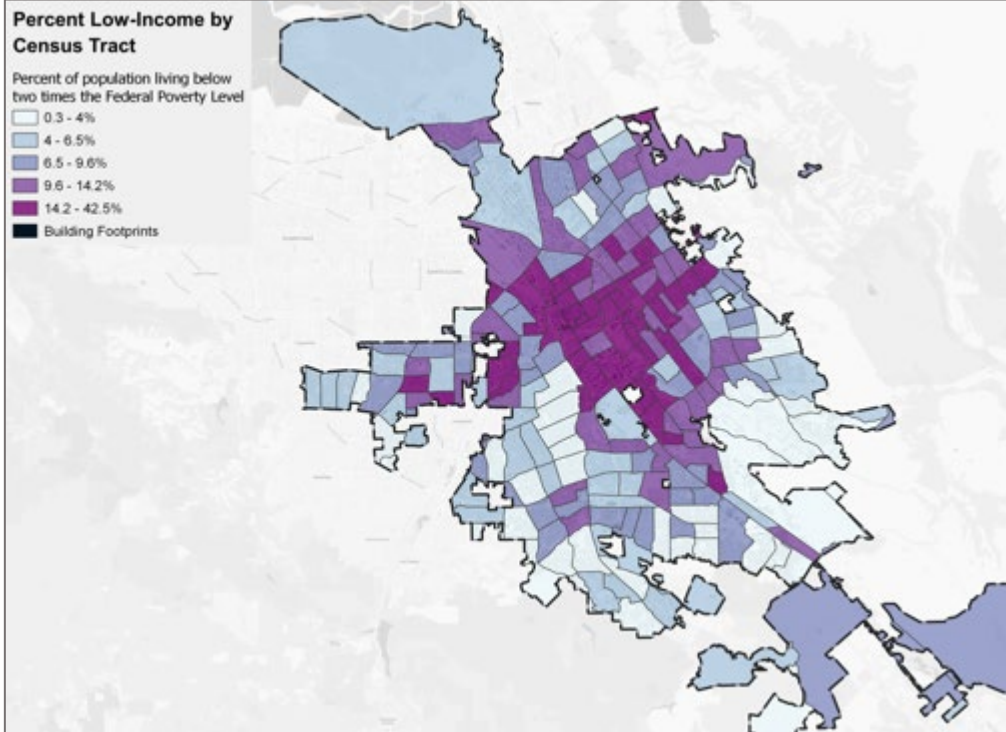 Percent Low-Income by
Census Tract
Percent of population living below
two times the Federal Poverty Level
0.3 - 4%
4 - 6.5%
6.5 - 9.6%
9.6 - 14.2%
14.2 - 42.5%
Building Footprints